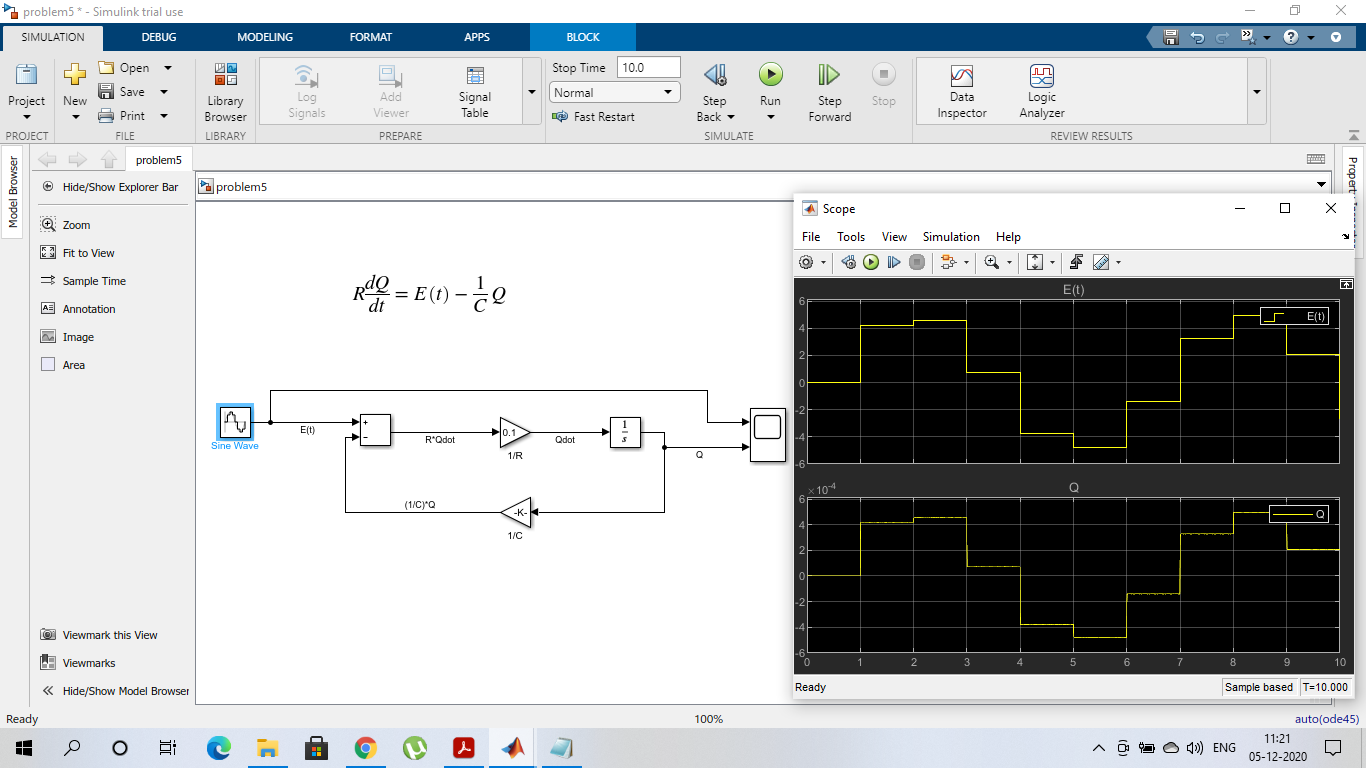 problem5 * - Simulink trial use
SIMULATION DEBUG MODELING FORMAT APPS BLOCK
Project
PROJECT
New
Open
Save
Print
FILE
Library
Browser
LIBRARY
Log
Signals
Add
Viewer
Signal
Table
PREPARE
Stop Time 10.0
Normal
Fast Restart
Step
Back
Run
Step
Forward
Stop
SIMULATE
Data
Inspector
Logic
Analyzer
REVIEW RESULTS
Model Browser
problem5
Hide/Show Explorer Bar
Zoom
Fit to View
Sample Time
Annotation
Image
Area
Viewmark this View
Viewmarks
Hide/Show Model Browser
problem5
R dQ/dt = E(t) − 1/C Q
Sine Wave
E(t)
+
−
R*Qdot
0.1
1/R
Qdot
1/s
Q
(1/C)*Q
-K-
1/C
Scope
File Tools View Simulation Help
E(t)
E(t)
6
4
2
0
-2
-4
-6
×10^-4
Q
Q
6
4
2
0
-2
-4
-6
0 1 2 3 4 5 6 7 8 9 10
Ready Sample based T=10.000
Ready 100% auto(ode45)
ENG
11:21
05-12-2020